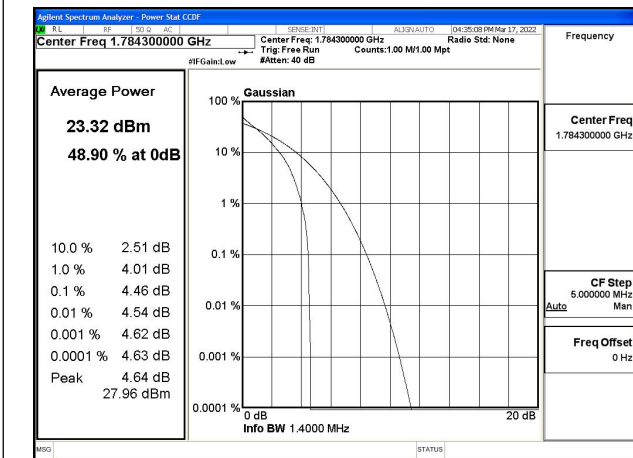 Agilent Spectrum Analyzer - Power Stat CCDF
RL RF 50 Ω AC SENSE:INT ALIGNAUTO 04:35:08 PM Mar 17, 2022
Center Freq 1.784300000 GHz
Center Freq: 1.784300000 GHz Radio Std: None
Trig: Free Run Counts:1.00 M/1.00 Mpt
#IFGain:Low #Atten: 40 dB
Frequency
Average Power
23.32 dBm
48.90 % at 0dB
10.0 % 2.51 dB
1.0 % 4.01 dB
0.1 % 4.46 dB
0.01 % 4.54 dB
0.001 % 4.62 dB
0.0001 % 4.63 dB
Peak 4.64 dB
27.96 dBm
Gaussian
100 %
10 %
1 %
0.1 %
0.01 %
0.001 %
0.0001 %
0 dB 20 dB
Info BW 1.4000 MHz
Center Freq
1.784300000 GHz
CF Step
5.000000 MHz
Auto Man
Freq Offset
0 Hz
MSG STATUS